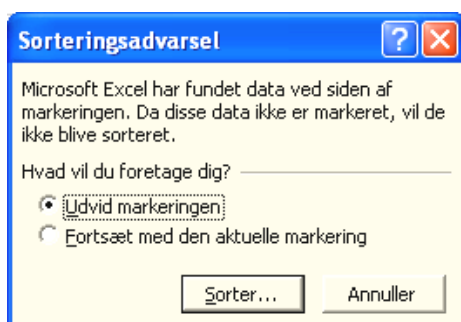 Sorteringsadvarsel
Microsoft Excel har fundet data ved siden af
markeringen. Da disse data ikke er markeret, vil de
ikke blive sorteret.
Hvad vil du foretage dig?
Udvid markeringen
Fortsæt med den aktuelle markering
Sorter... Annuller